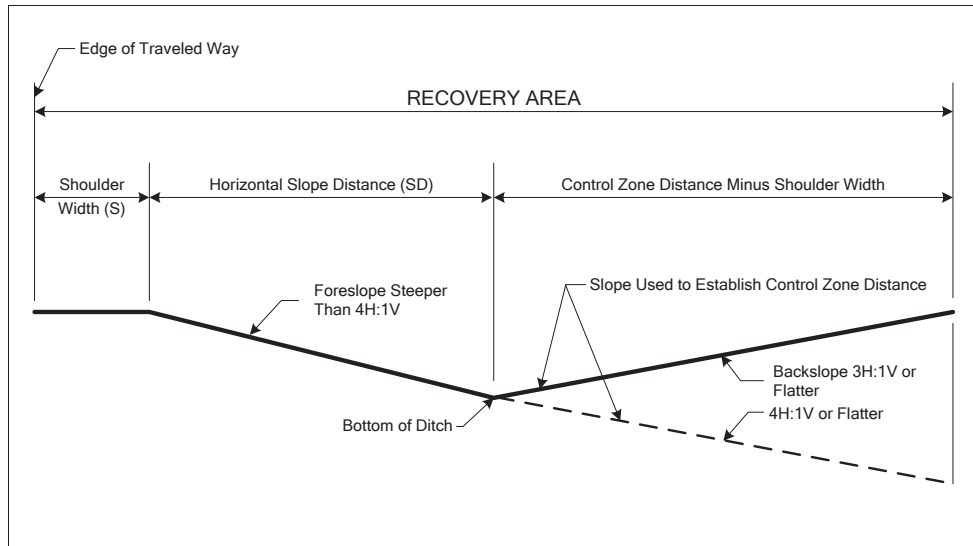 Edge of Traveled Way
RECOVERY AREA
Shoulder
Width (S)
Horizontal Slope Distance (SD)
Control Zone Distance Minus Shoulder Width
Foreslope Steeper
Than 4H:1V
Slope Used to Establish Control Zone Distance
Backslope 3H:1V or
Flatter
Bottom of Ditch
4H:1V or Flatter